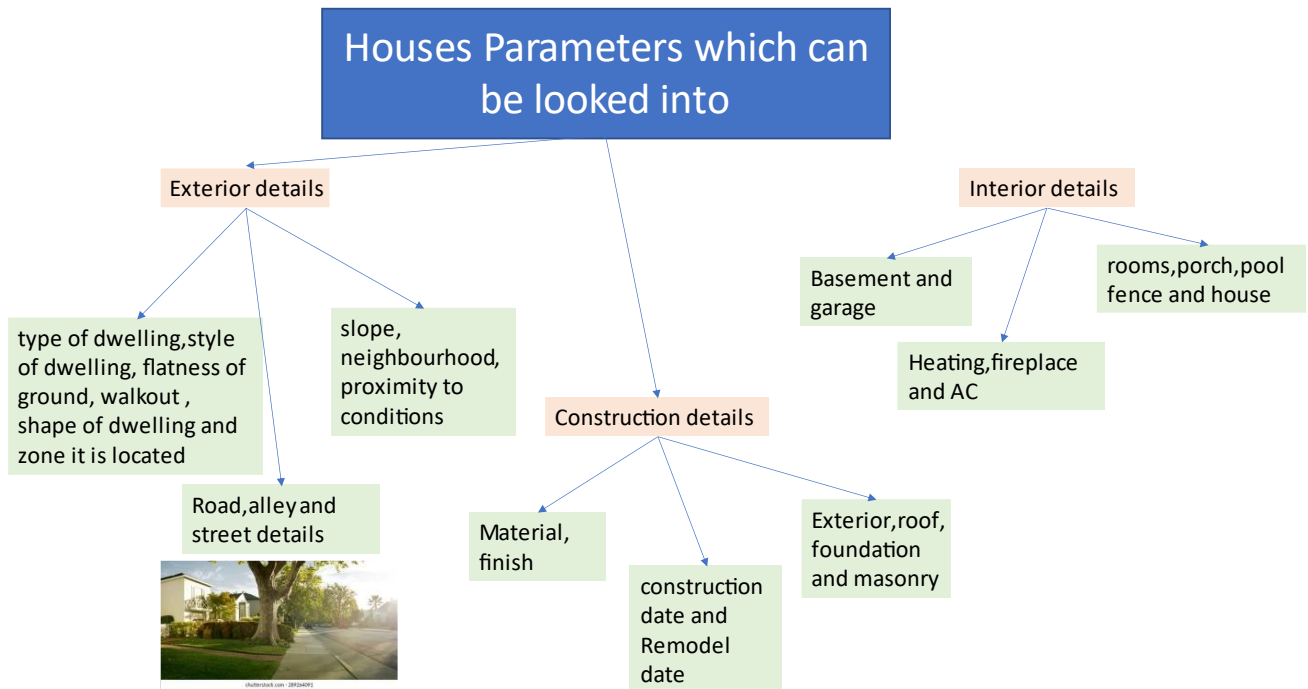 Houses Parameters which can
be looked into
Exterior details
Interior details
type of dwelling,style
of dwelling, flatness of
ground, walkout ,
shape of dwelling and
zone it is located
slope,
neighbourhood,
proximity to
conditions
Road,alley and
street details
Construction details
Material,
finish
construction
date and
Remodel
date
Exterior,roof,
foundation
and masonry
Basement and
garage
Heating,fireplace
and AC
rooms,porch,pool
fence and house
shutterstock.com · 289264091